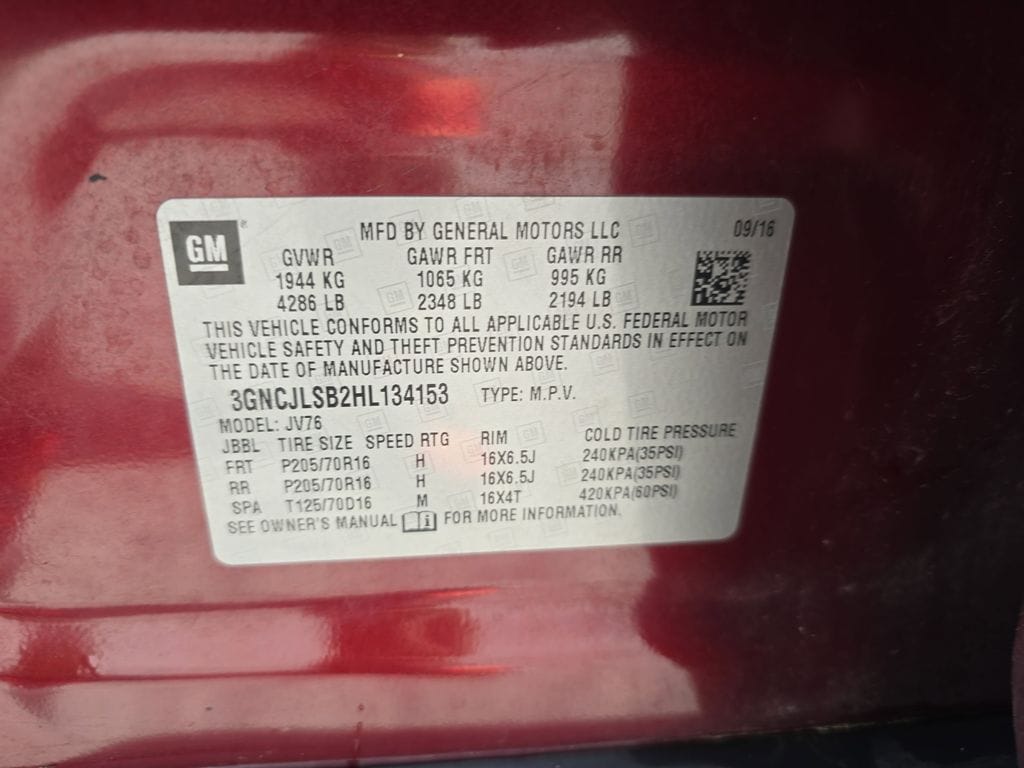 GM
MFD BY GENERAL MOTORS LLC 09/16
GVWR GAWR FRT GAWR RR
1944 KG 1065 KG 995 KG
4286 LB 2348 LB 2194 LB
THIS VEHICLE CONFORMS TO ALL APPLICABLE U.S. FEDERAL MOTOR
VEHICLE SAFETY AND THEFT PREVENTION STANDARDS IN EFFECT ON
THE DATE OF MANUFACTURE SHOWN ABOVE.
3GNCJLSB2HL134153 TYPE: M.P.V.
MODEL: JV76
JBBL TIRE SIZE SPEED RTG RIM COLD TIRE PRESSURE
FRT P205/70R16 H 16X6.5J 240KPA(35PSI)
RR P205/70R16 H 16X6.5J 240KPA(35PSI)
SPA T125/70D16 M 16X4T 420KPA(60PSI)
SEE OWNER'S MANUAL i FOR MORE INFORMATION.